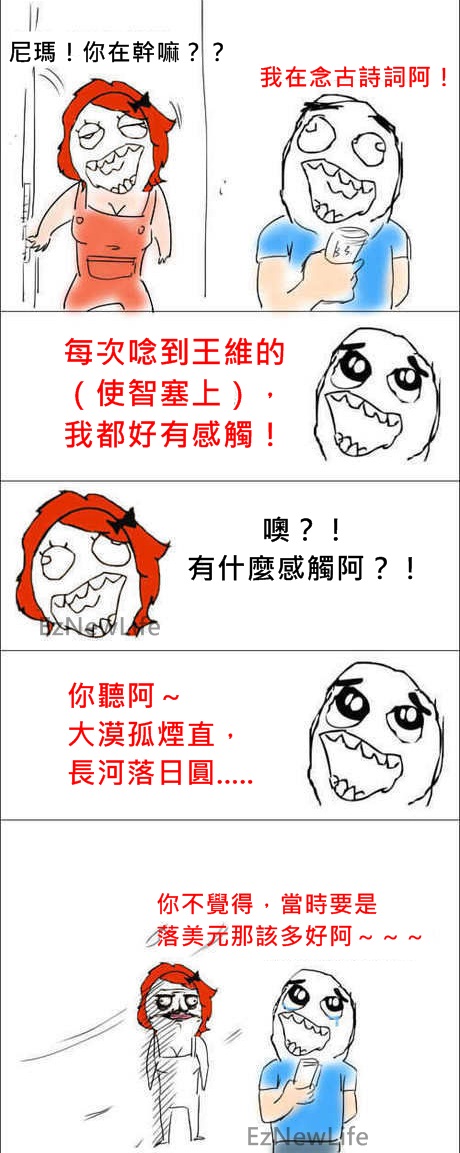 尼瑪！你在幹嘛？？
我在念古詩詞阿！
每次唸到王維的
（使智塞上），
我都好有感觸！
噢？！
有什麼感觸阿？！
EzNewLife
你聽阿～
大漠孤煙直，
長河落日圓.....
你不覺得，當時要是
落美元那該多好阿～～～
EzNewLife